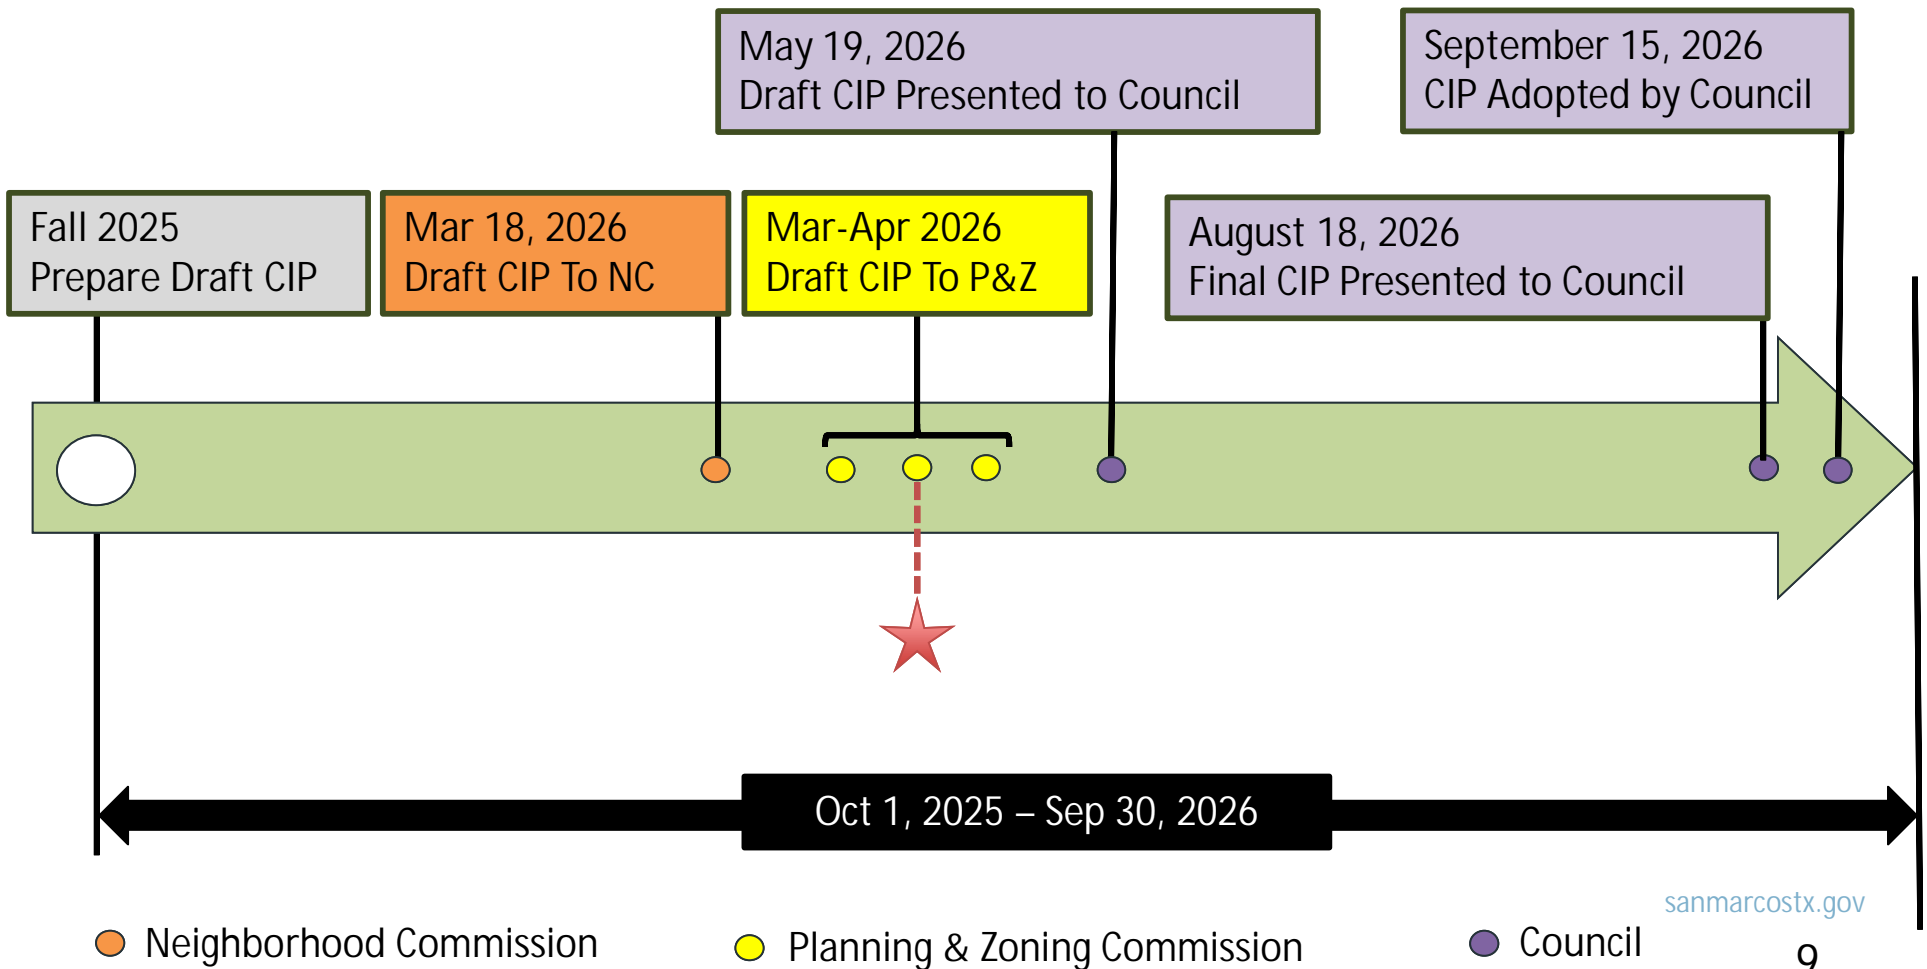 May 19, 2026
Draft CIP Presented to Council
September 15, 2026
CIP Adopted by Council
Fall 2025
Prepare Draft CIP
Mar 18, 2026
Draft CIP To NC
Mar-Apr 2026
Draft CIP To P&Z
August 18, 2026
Final CIP Presented to Council
Oct 1, 2025 – Sep 30, 2026
sanmarcostx.gov
Neighborhood Commission
Planning & Zoning Commission
Council
9